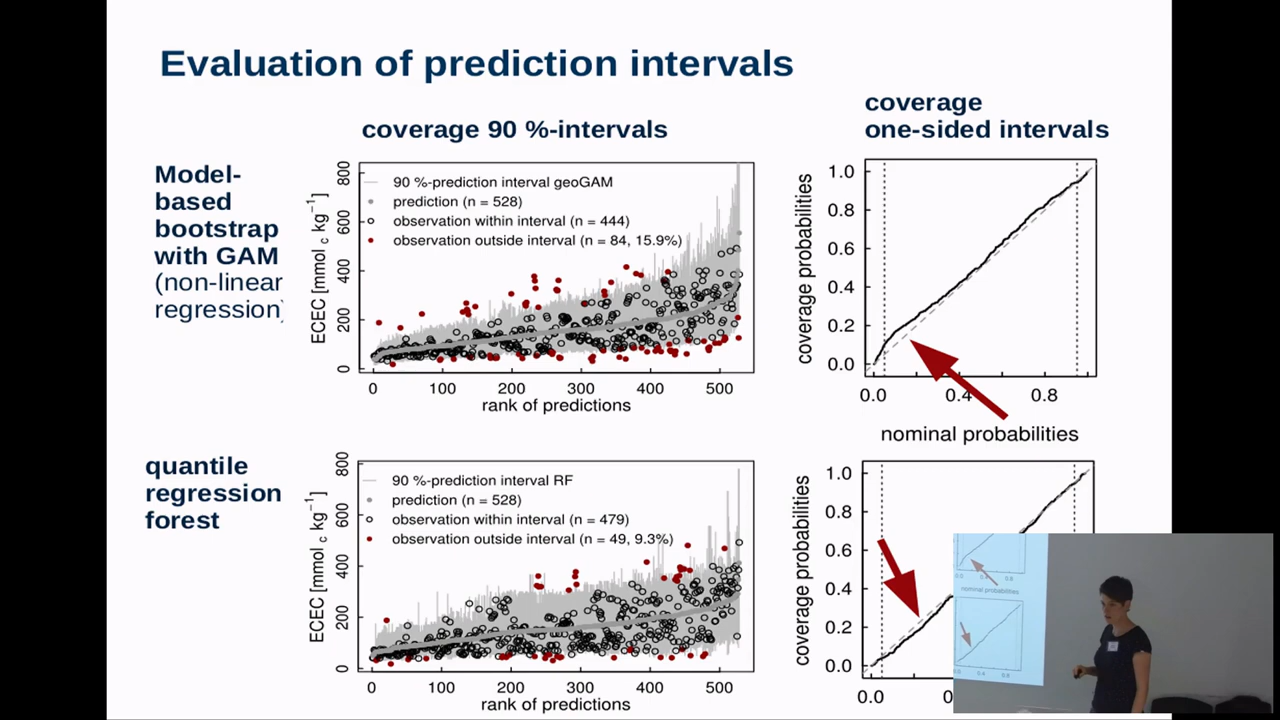 Evaluation of prediction intervals
coverage 90 %-intervals
coverage
one-sided intervals
Model-
based
bootstrap
with GAM
(non-linear
regression)
ECEC [mmol c kg⁻¹]
0
200
400
600
800
90 %-prediction interval geoGAM
prediction (n = 528)
observation within interval (n = 444)
observation outside interval (n = 84, 15.9%)
0 100 200 300 400 500
rank of predictions
coverage probabilities
1.0
0.8
0.6
0.4
0.2
0.0
0.0 0.4 0.8
nominal probabilities
quantile
regression
forest
ECEC [mmol c kg⁻¹]
0
200
400
600
800
90 %-prediction interval RF
prediction (n = 528)
observation within interval (n = 479)
observation outside interval (n = 49, 9.3%)
0 100 200 300 400 500
rank of predictions
coverage probabilities
1.0
0.8
0.6
0.4
0.2
0.0
0.0
nominal probabilities